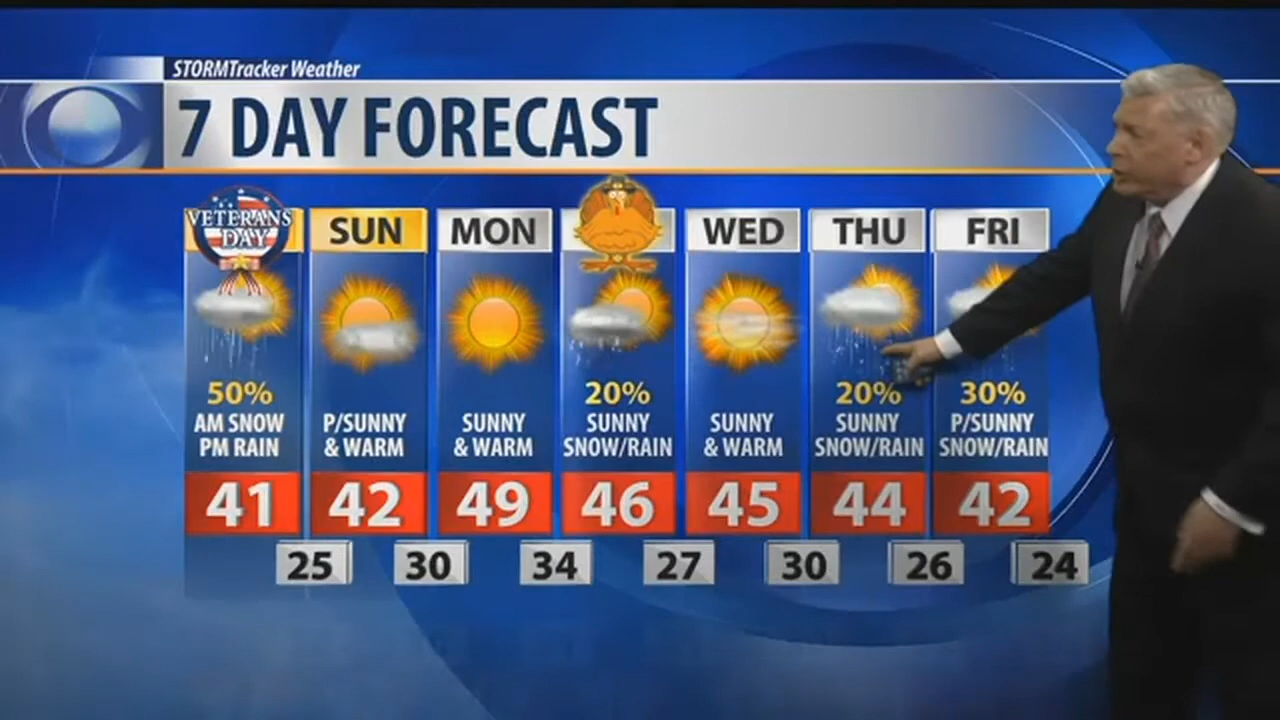 STORMTracker Weather
7 DAY FORECAST
VETERANS
DAY
SUN
MON
WED
THU
FRI
50%
20%
20%
30%
AM SNOW
PM RAIN
P/SUNNY
& WARM
SUNNY
& WARM
SUNNY
SNOW/RAIN
SUNNY
& WARM
SUNNY
SNOW/RAIN
P/SUNNY
SNOW/RAIN
41
42
49
46
45
44
42
25
30
34
27
30
26
24